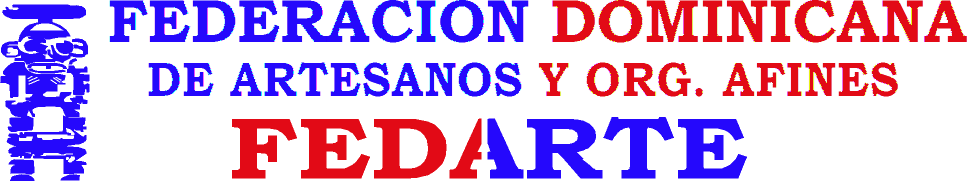 FEDERACION DOMINICANA
DE ARTESANOS Y ORG. AFINES
FEDARTE